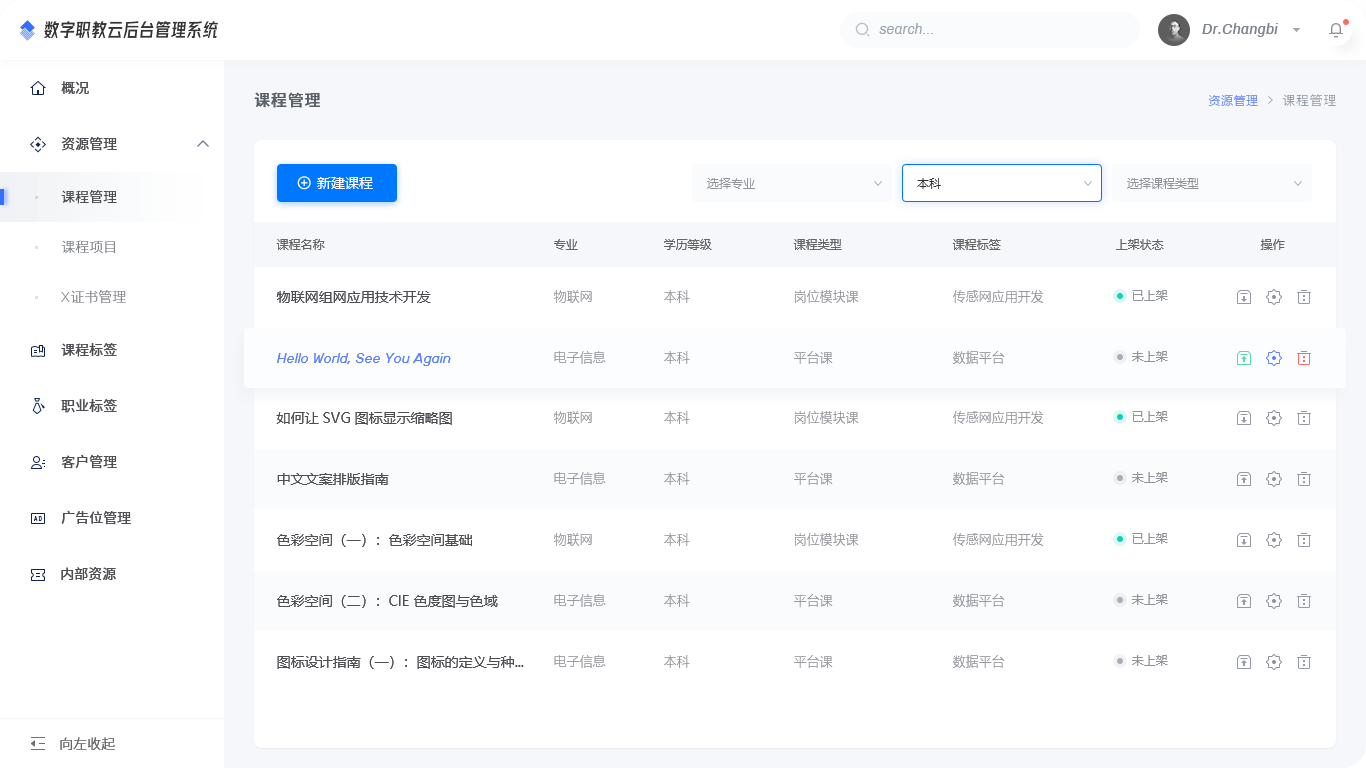 数字职教云后台管理系统
search...
Dr.Changbi
概况
资源管理
课程管理
课程项目
X证书管理
课程标签
职业标签
客户管理
AD 广告位管理
内部资源
向左收起
课程管理
资源管理 > 课程管理
新建课程
选择专业
本科
选择课程类型
课程名称 专业 学历等级 课程类型 课程标签 上架状态 操作
物联网组网应用技术开发 物联网 本科 岗位模块课 传感网应用开发 已上架
Hello World, See You Again 电子信息 本科 平台课 数据平台 未上架
如何让 SVG 图标显示缩略图 物联网 本科 岗位模块课 传感网应用开发 已上架
中文文案排版指南 电子信息 本科 平台课 数据平台 未上架
色彩空间（一）：色彩空间基础 物联网 本科 岗位模块课 传感网应用开发 已上架
色彩空间（二）：CIE 色度图与色域 电子信息 本科 平台课 数据平台 未上架
图标设计指南（一）：图标的定义与种... 电子信息 本科 平台课 数据平台 未上架